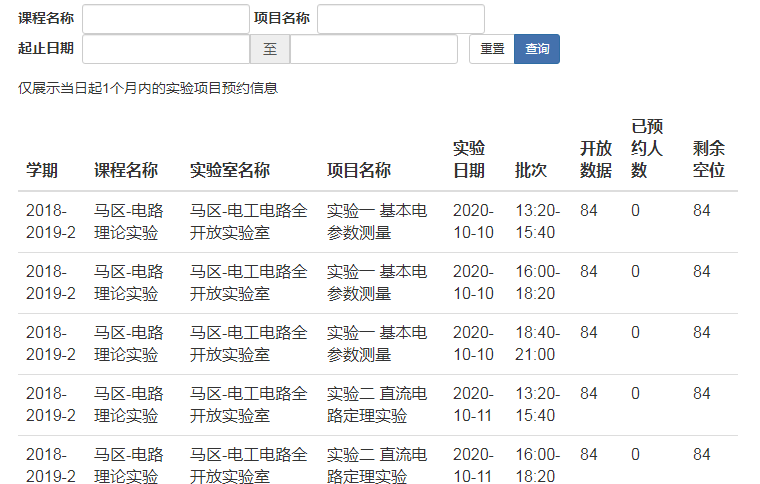 课程名称 项目名称
起止日期 至 重置 查询
仅展示当日起1个月内的实验项目预约信息
学期 课程名称 实验室名称 项目名称 实验日期 批次 开放数据 已预约人数 剩余空位
2018-2019-2 马区-电路理论实验 马区-电工电路全开放实验室 实验一 基本电参数测量 2020-10-10 13:20-15:40 84 0 84
2018-2019-2 马区-电路理论实验 马区-电工电路全开放实验室 实验一 基本电参数测量 2020-10-10 16:00-18:20 84 0 84
2018-2019-2 马区-电路理论实验 马区-电工电路全开放实验室 实验一 基本电参数测量 2020-10-10 18:40-21:00 84 0 84
2018-2019-2 马区-电路理论实验 马区-电工电路全开放实验室 实验二 直流电路定理实验 2020-10-11 13:20-15:40 84 0 84
2018-2019-2 马区-电路理论实验 马区-电工电路全开放实验室 实验二 直流电路定理实验 2020-10-11 16:00-18:20 84 0 84